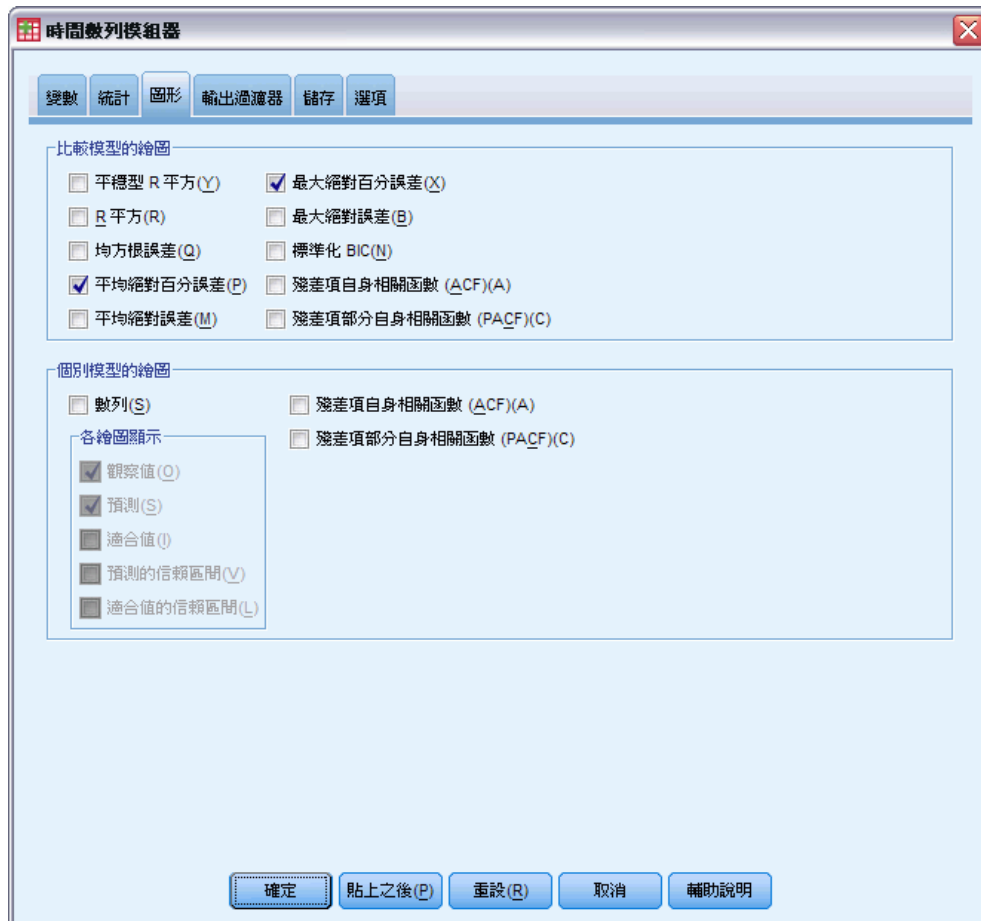 時間數列模組器
變數 統計 圖形 輸出過濾器 儲存 選項
比較模型的繪圖
平穩型 R 平方(Y) 最大絕對百分誤差(X)
R 平方(R) 最大絕對誤差(B)
均方根誤差(Q) 標準化 BIC(N)
平均絕對百分誤差(P) 殘差項自身相關函數 (ACF)(A)
平均絕對誤差(M) 殘差項部分自身相關函數 (PACF)(C)
個別模型的繪圖
數列(S) 殘差項自身相關函數 (ACF)(A)
各繪圖顯示 殘差項部分自身相關函數 (PACF)(C)
觀察值(O)
預測(S)
適合值(I)
預測的信賴區間(V)
適合值的信賴區間(L)
確定 貼上之後(P) 重設(R) 取消 輔助說明